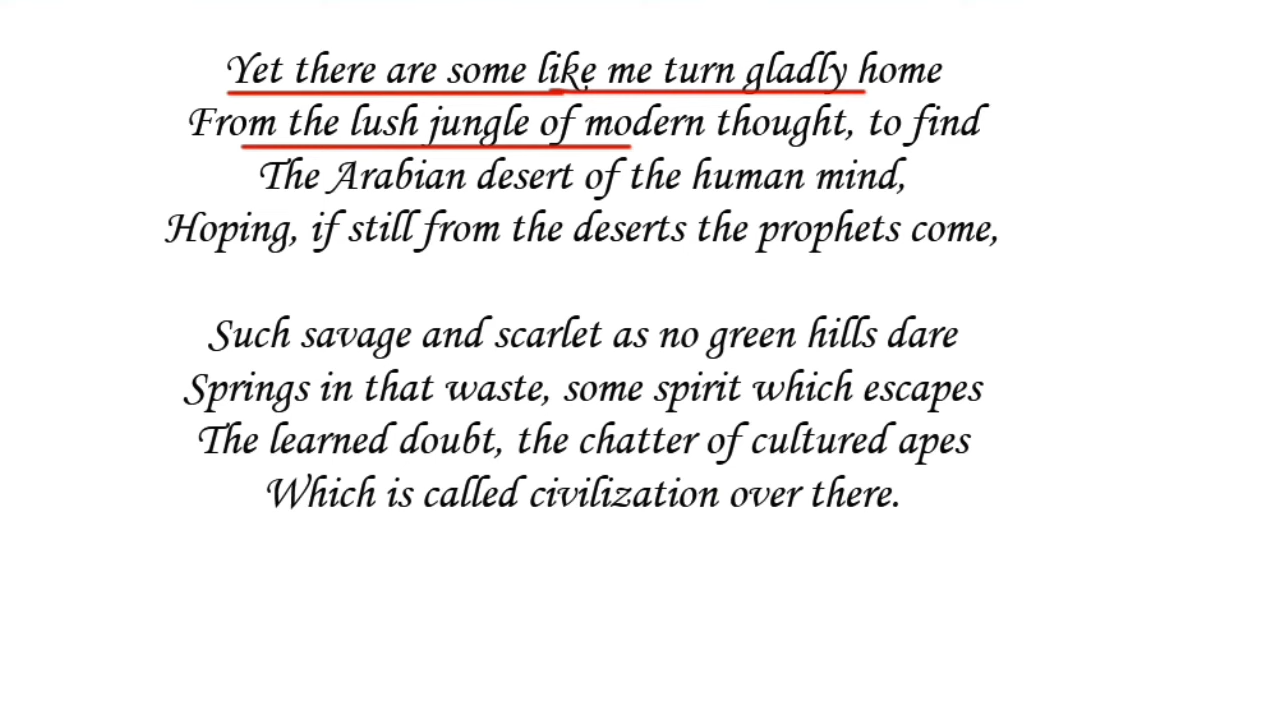 Yet there are some like me turn gladly home
From the lush jungle of modern thought, to find
The Arabian desert of the human mind,
Hoping, if still from the deserts the prophets come,
Such savage and scarlet as no green hills dare
Springs in that waste, some spirit which escapes
The learned doubt, the chatter of cultured apes
Which is called civilization over there.